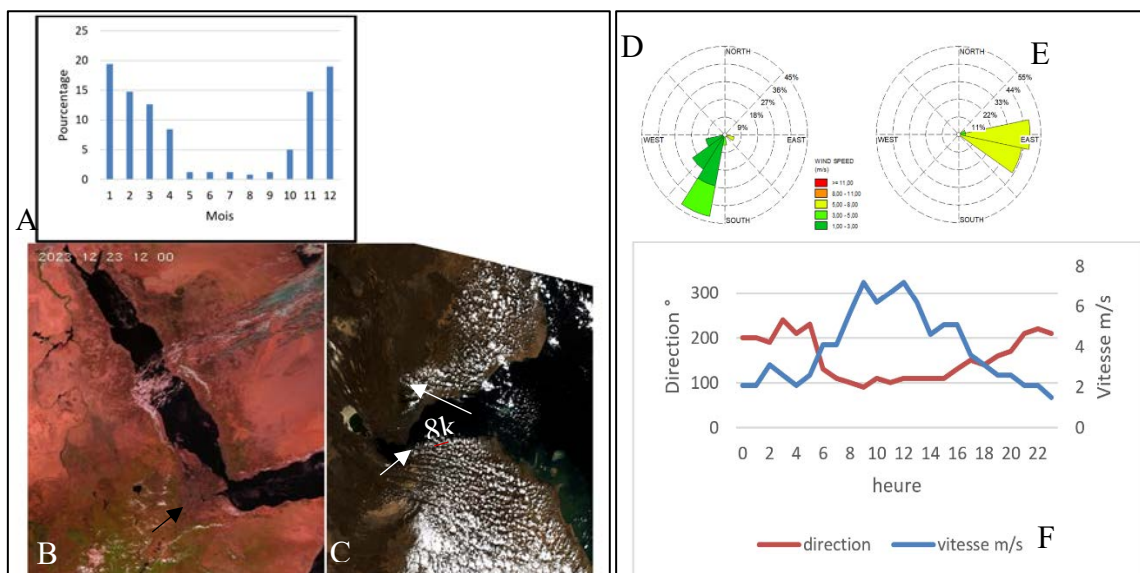 25
20
15
10
5
0
Pourcentage
1 2 3 4 5 6 7 8 9 10 11 12
Mois
A
2023 12 23 12 00
B
8k
C
D
NORTH
45%
36%
27%
18%
9%
WEST
EAST
SOUTH
WIND SPEED
(m/s)
>= 11,00
8,00 - 11,00
5,00 - 8,00
3,00 - 5,00
1,00 - 3,00
E
NORTH
55%
44%
33%
22%
11%
WEST
EAST
SOUTH
Direction °
300
200
100
0
8
6
4
2
0
Vitesse m/s
0 2 4 6 8 10 12 14 16 18 20 22
heure
direction
vitesse m/s
F